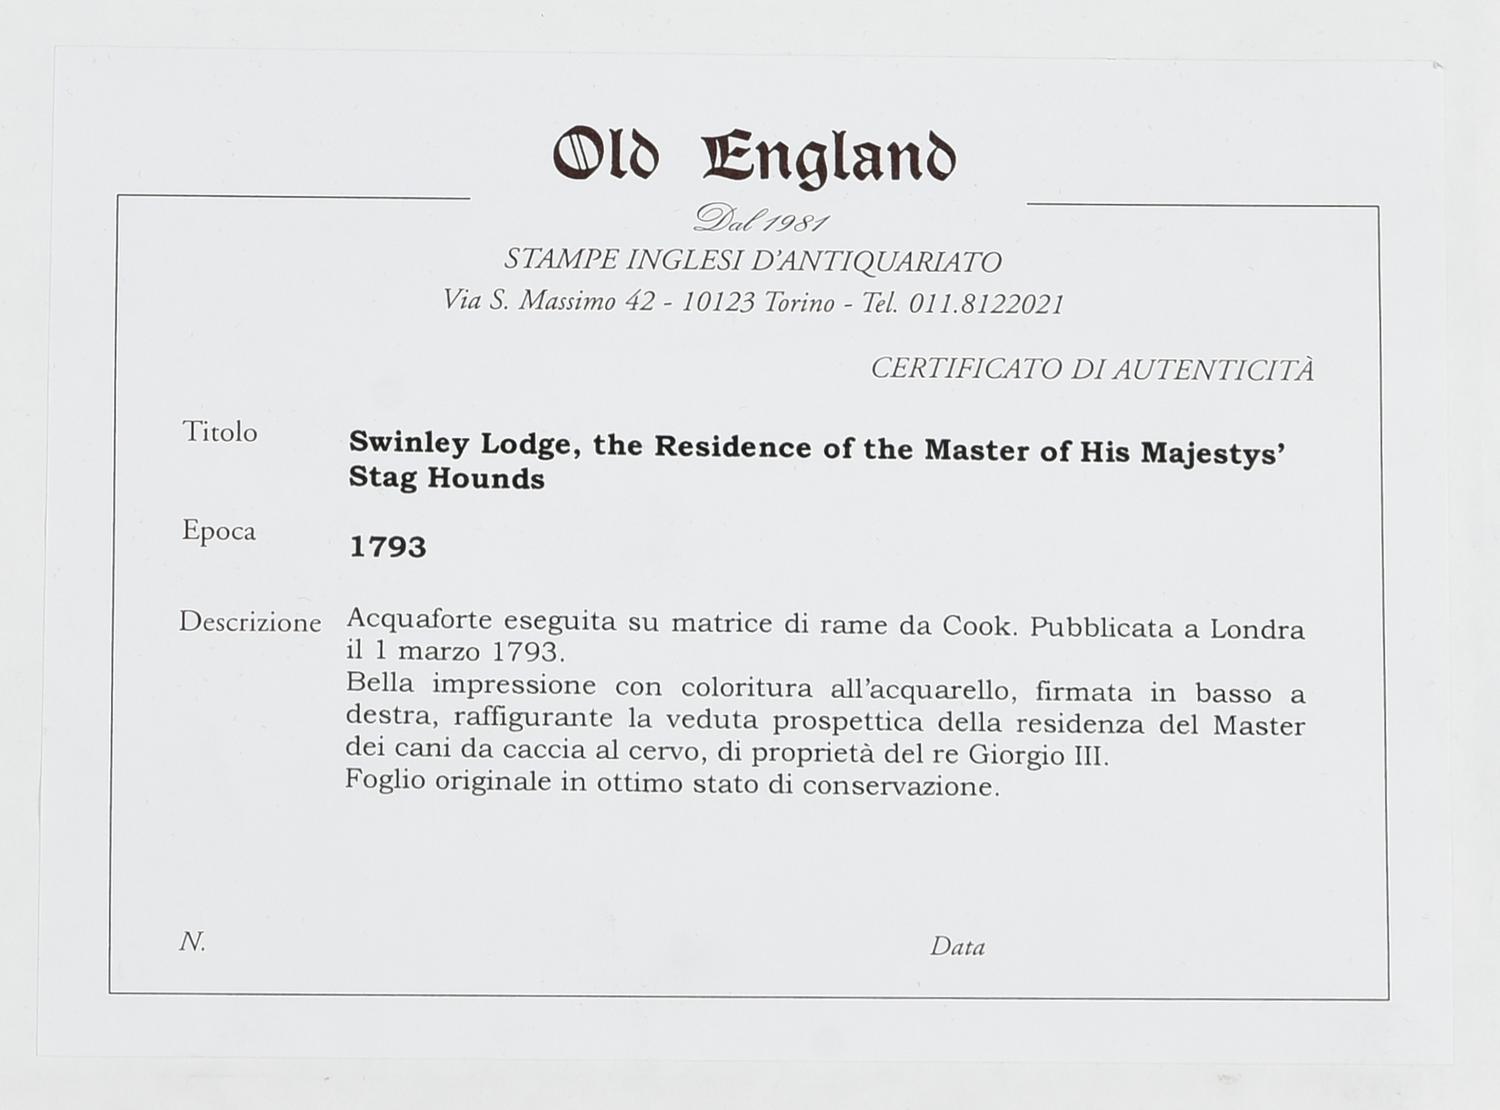 Old England
Dal 1981
STAMPE INGLESI D'ANTIQUARIATO
Via S. Massimo 42 - 10123 Torino - Tel. 011.8122021
CERTIFICATO DI AUTENTICITÀ
Titolo
Swinley Lodge, the Residence of the Master of His Majestys'
Stag Hounds
Epoca
1793
Descrizione
Acquaforte eseguita su matrice di rame da Cook. Pubblicata a Londra
il 1 marzo 1793.
Bella impressione con coloritura all'acquarello, firmata in basso a
destra, raffigurante la veduta prospettica della residenza del Master
dei cani da caccia al cervo, di proprietà del re Giorgio III.
Foglio originale in ottimo stato di conservazione.
N.
Data